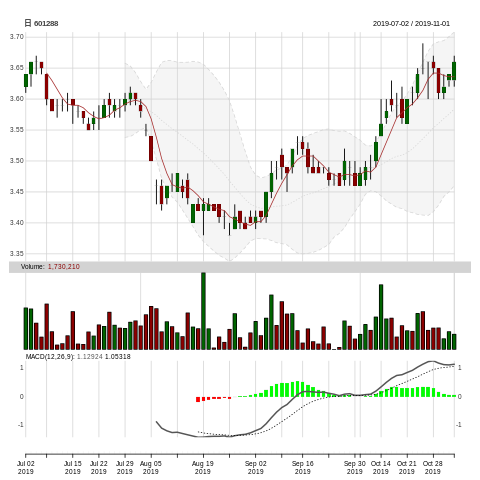 日 601288
2019-07-02 / 2019-11-01
3.70
3.65
3.60
3.55
3.50
3.45
3.40
3.35
Volume: 1,730,210
MACD(12,26,9): 1.12924 1.05318
1 1
0 0
-1 -1
Jul 02 Jul 15 Jul 22 Jul 29 Aug 05 Aug 19 Sep 02 Sep 16 Sep 30 Oct 14 Oct 21 Oct 28
2019 2019 2019 2019 2019 2019 2019 2019 2019 2019 2019 2019